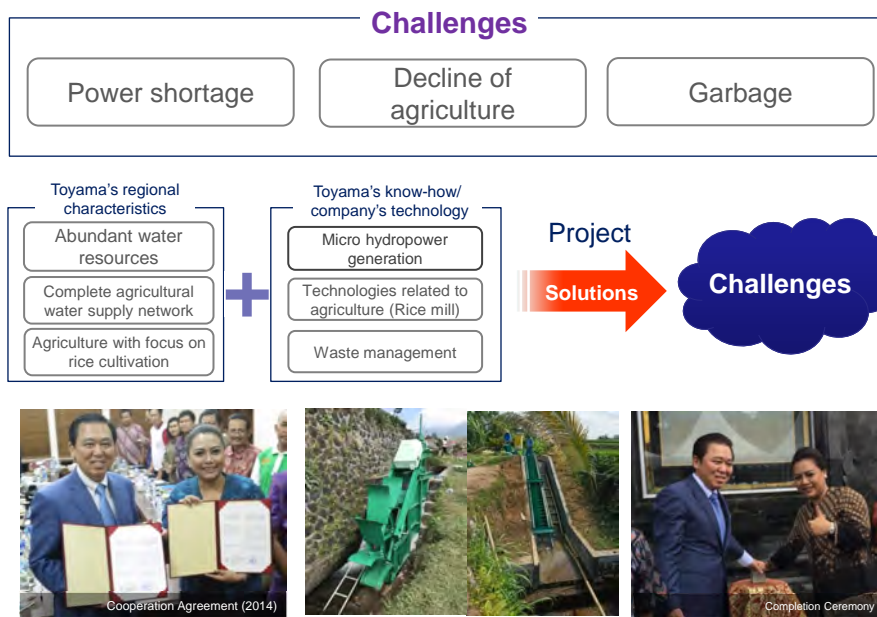 Challenges
Power shortage
Decline of
agriculture
Garbage
Toyama's regional
characteristics
Abundant water
resources
Complete agricultural
water supply network
Agriculture with focus on
rice cultivation
Toyama's know-how/
company's technology
Micro hydropower
generation
Technologies related to
agriculture (Rice mill)
Waste management
Project
Solutions
Challenges
Cooperation Agreement (2014)
Completion Ceremony